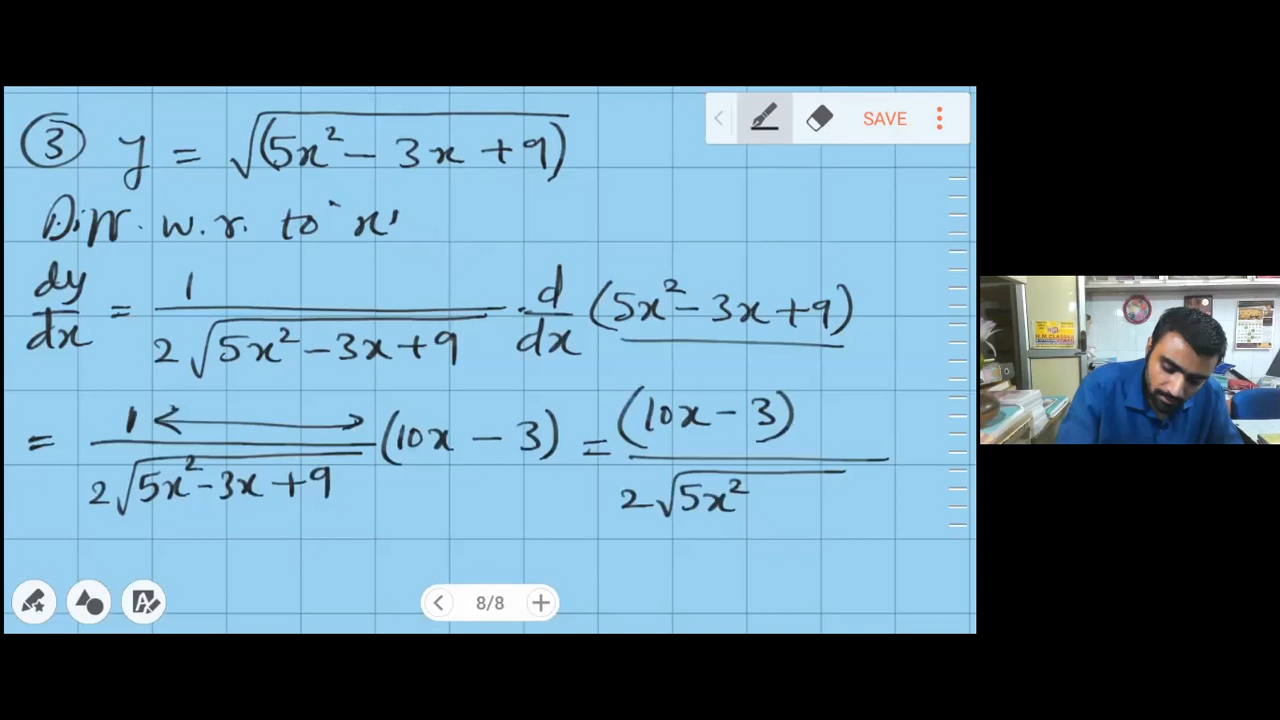 ③ y = √(5x² − 3x + 9)
Diff. w. r. to 'x'
dy/dx = 1/(2√(5x² − 3x + 9)) · d/dx (5x² − 3x + 9)
= 1/(2√(5x² − 3x + 9)) (10x − 3) = (10x − 3)/(2√(5x²
SAVE
8/8